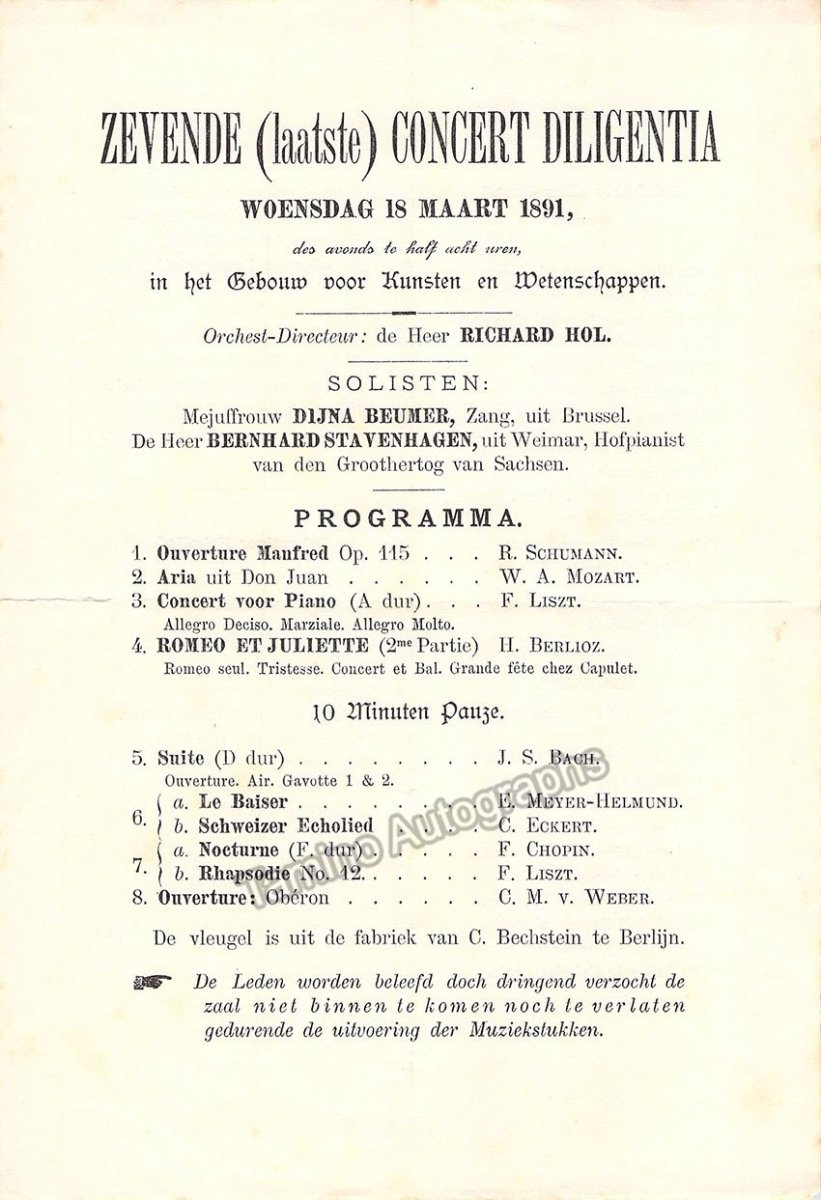 ZEVENDE (laatste) CONCERT DILIGENTIA
WOENSDAG 18 MAART 1891,
des avonds te half acht uren,
in het Gebouw voor Kunsten en Wetenschappen.
Orchest-Directeur: de Heer RICHARD HOL.
SOLISTEN:
Mejuffrouw DIJNA BEUMER, Zang, uit Brussel.
De Heer BERNHARD STAVENHAGEN, uit Weimar, Hofpianist
van den Groothertog van Sachsen.
PROGRAMMA.
1. Ouverture Manfred Op. 115 . . . R. SCHUMANN.
2. Aria uit Don Juan . . . . . . W. A. MOZART.
3. Concert voor Piano (A dur) . . . F. LISZT.
Allegro Deciso. Marziale. Allegro Molto.
4. ROMEO ET JULIETTE (2me Partie) H. BERLIOZ.
Romeo seul. Tristesse. Concert et Bal. Grande fête chez Capulet.
10 Minuten Pauze.
5. Suite (D dur) . . . . . . . . J. S. BACH.
Ouverture. Air. Gavotte 1 & 2.
6. a. Le Baiser . . . . . . . . E. MEYER-HELMUND.
b. Schweizer Echolied . . . . C. ECKERT.
7. a. Nocturne (F. dur) . . . . . F. CHOPIN.
b. Rhapsodie No. 12. . . . . . F. LISZT.
8. Ouverture: Obéron . . . . . . C. M. v. WEBER.
De vleugel is uit de fabriek van C. Bechstein te Berlijn.
De Leden worden beleefd doch dringend verzocht de
zaal niet binnen te komen noch te verlaten
gedurende de uitvoering der Muziekstukken.
Tamino Autographs